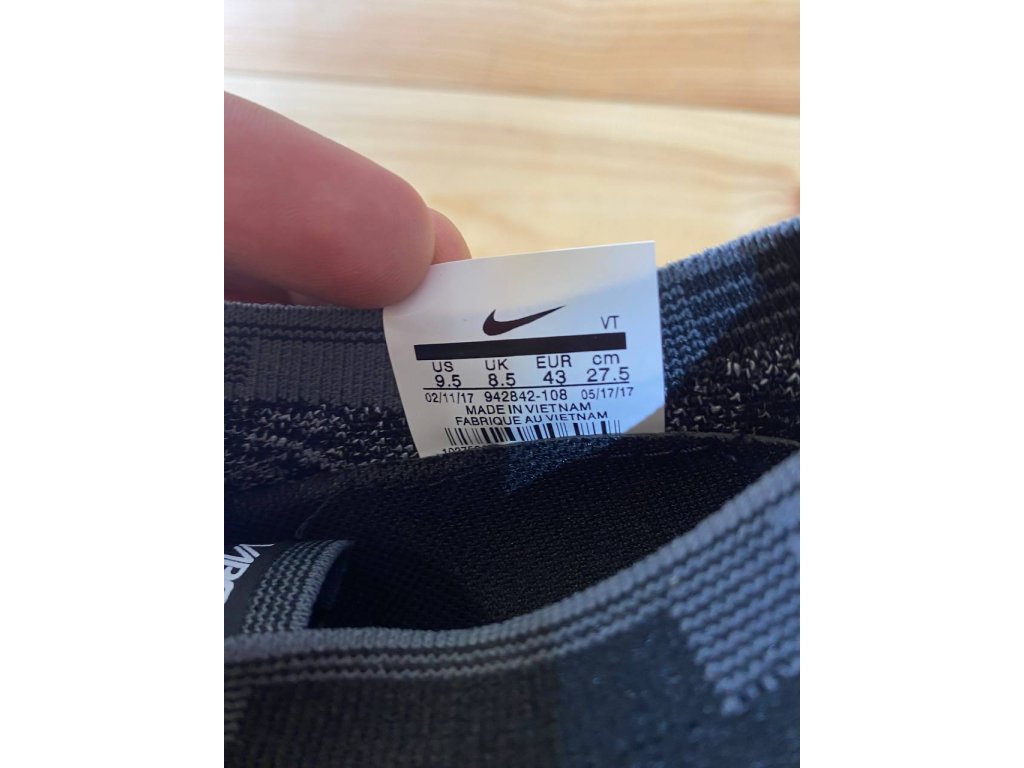 VT
US UK EUR cm
9.5 8.5 43 27.5
02/11/17 942842-108 05/17/17
MADE IN VIETNAM
FABRIQUE AU VIETNAM